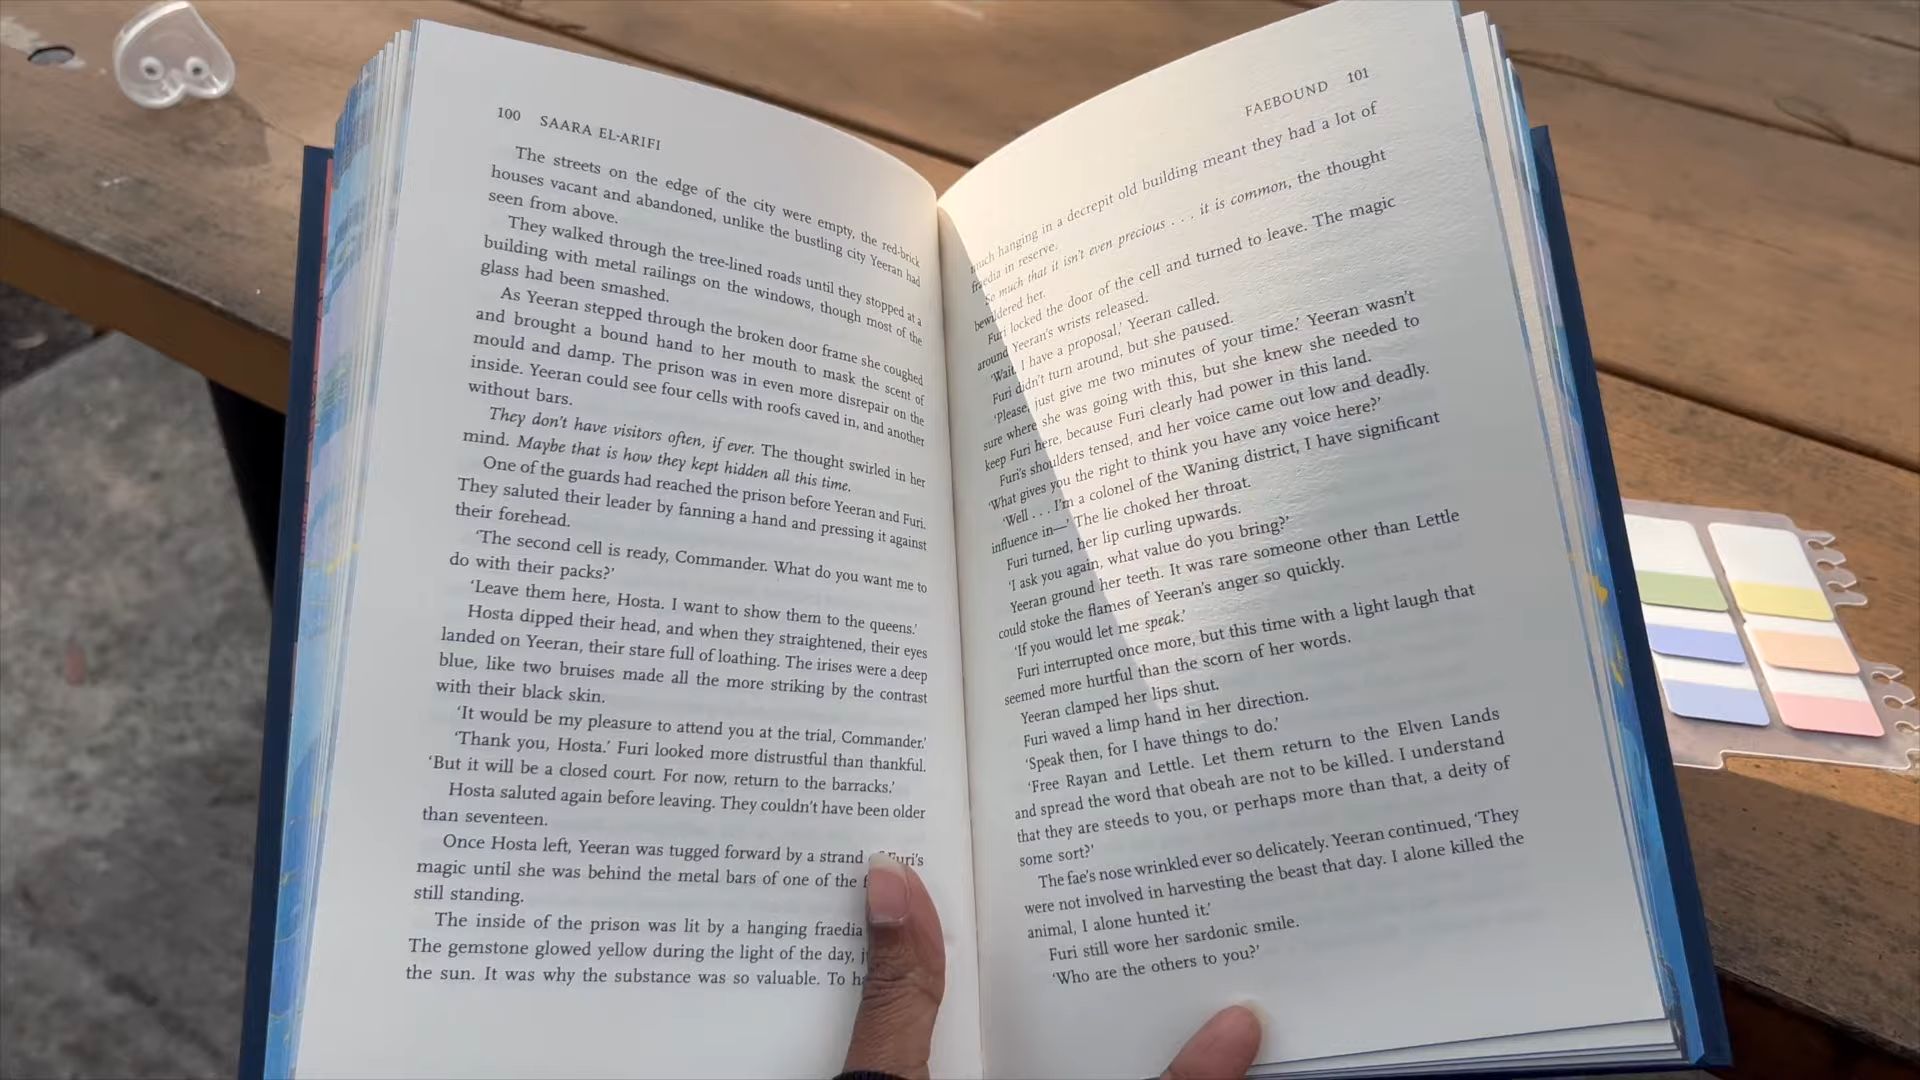 100 SAARA EL-ARIFI
The streets on the edge of the city were empty, the red-brick
houses vacant and abandoned, unlike the bustling city Yeeran had
seen from above.
They walked through the tree-lined roads until they stopped at a
building with metal railings on the windows, though most of the
glass had been smashed.
As Yeeran stepped through the broken door frame she coughed
and brought a bound hand to her mouth to mask the scent of
mould and damp. The prison was in even more disrepair on the
inside. Yeeran could see four cells with roofs caved in, and another
without bars.
They don't have visitors often, if ever. The thought swirled in her
mind. Maybe that is how they kept hidden all this time.
One of the guards had reached the prison before Yeeran and Furi.
They saluted their leader by fanning a hand and pressing it against
their forehead.
‘The second cell is ready, Commander. What do you want me to
do with their packs?’
‘Leave them here, Hosta. I want to show them to the queens.’
Hosta dipped their head, and when they straightened, their eyes
landed on Yeeran, their stare full of loathing. The irises were a deep
blue, like two bruises made all the more striking by the contrast
with their black skin.
‘It would be my pleasure to attend you at the trial, Commander.’
‘Thank you, Hosta.’ Furi looked more distrustful than thankful.
‘But it will be a closed court. For now, return to the barracks.’
Hosta saluted again before leaving. They couldn't have been older
than seventeen.
Once Hosta left, Yeeran was tugged forward by a strand of Furi's
magic until she was behind the metal bars of one of the
still standing.
The inside of the prison was lit by a hanging fraedia
The gemstone glowed yellow during the light of the day,
the sun. It was why the substance was so valuable. To
FAEBOUND 101
much hanging in a decrepit old building meant they had a lot of
fraedia in reserve.
So much that it isn't even precious . . . it is common, the thought
bewildered her.
Furi locked the door of the cell and turned to leave. The magic
around Yeeran's wrists released.
‘Wait, I have a proposal,’ Yeeran called.
Furi didn't turn around, but she paused.
‘Please, just give me two minutes of your time.’ Yeeran wasn't
sure where she was going with this, but she knew she needed to
keep Furi here, because Furi clearly had power in this land.
Furi's shoulders tensed, and her voice came out low and deadly.
‘What gives you the right to think you have any voice here?’
‘Well . . . I'm a colonel of the Waning district, I have significant
influence in—’ The lie choked her throat.
Furi turned, her lip curling upwards.
‘I ask you again, what value do you bring?’
Yeeran ground her teeth. It was rare someone other than Lettle
could stoke the flames of Yeeran's anger so quickly.
‘If you would let me speak.’
Furi interrupted once more, but this time with a light laugh that
seemed more hurtful than the scorn of her words.
Yeeran clamped her lips shut.
Furi waved a limp hand in her direction.
‘Speak then, for I have things to do.’
‘Free Rayan and Lettle. Let them return to the Elven Lands
and spread the word that obeah are not to be killed. I understand
that they are steeds to you, or perhaps more than that, a deity of
some sort?’
The fae's nose wrinkled ever so delicately. Yeeran continued, ‘They
were not involved in harvesting the beast that day. I alone killed the
animal, I alone hunted it.’
Furi still wore her sardonic smile.
‘Who are the others to you?’